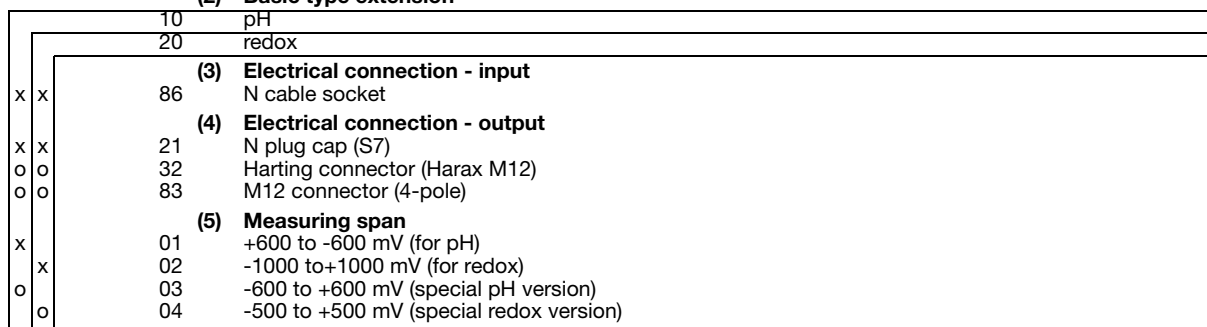 (2) Basic type extension
10 pH
20 redox
(3) Electrical connection - input
x x 86 N cable socket
(4) Electrical connection - output
x x 21 N plug cap (S7)
o o 32 Harting connector (Harax M12)
o o 83 M12 connector (4-pole)
(5) Measuring span
x 01 +600 to -600 mV (for pH)
x 02 -1000 to+1000 mV (for redox)
o 03 -600 to +600 mV (special pH version)
o 04 -500 to +500 mV (special redox version)